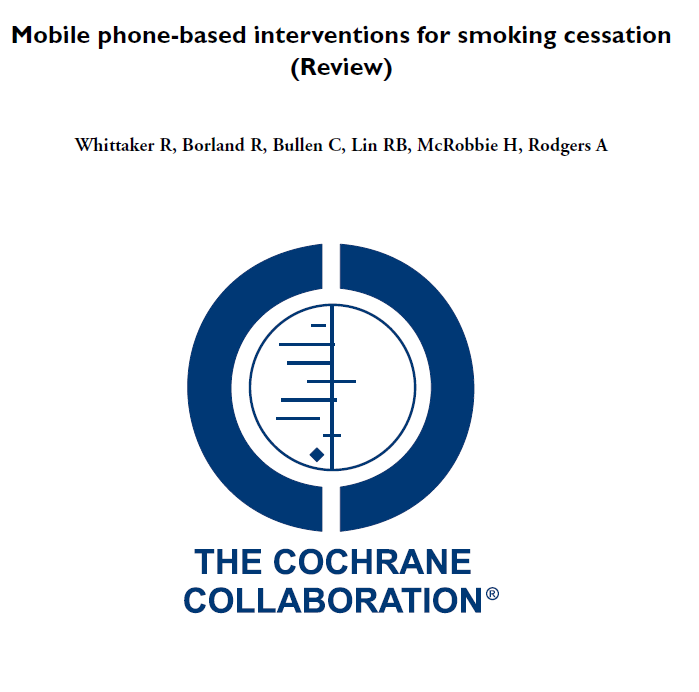 Mobile phone-based interventions for smoking cessation
(Review)
Whittaker R, Borland R, Bullen C, Lin RB, McRobbie H, Rodgers A
THE COCHRANE
COLLABORATION®